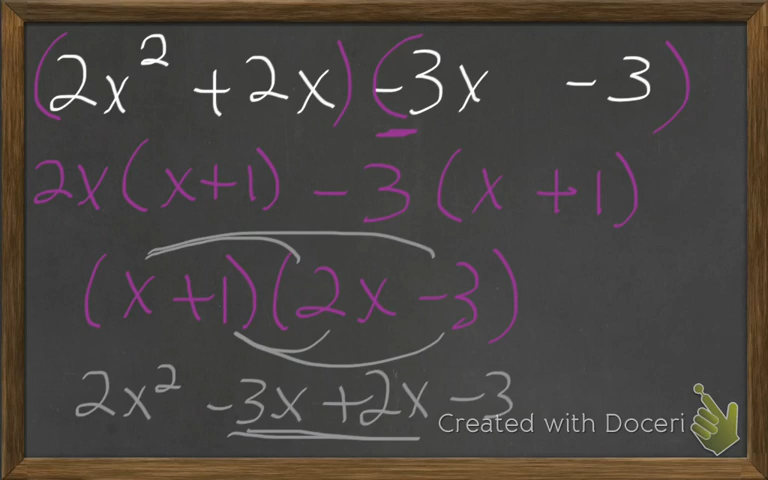 (2x² + 2x) (-3x - 3)
2x(x+1) - 3(x + 1)
(x+1)(2x - 3)
2x² - 3x + 2x - 3
Created with Doceri